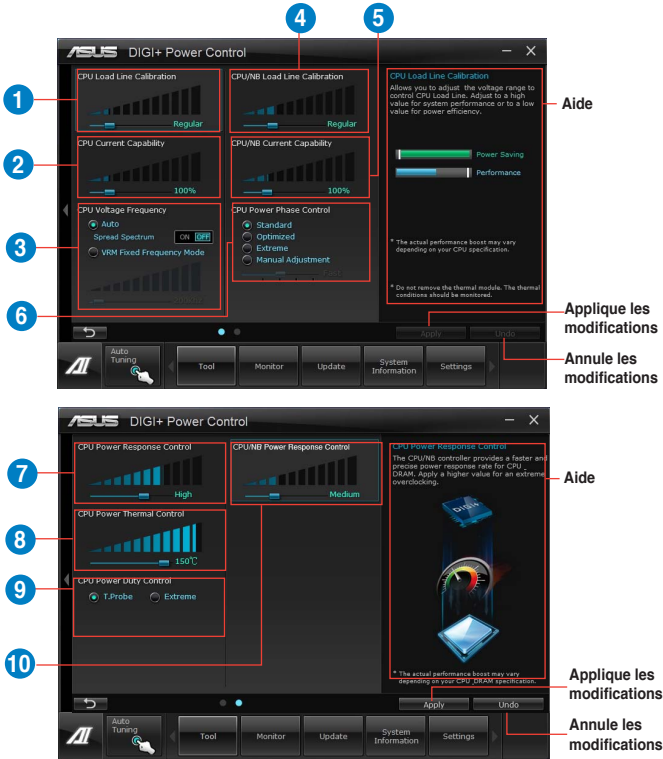 4
5
ASUS DIGI+ Power Control
1
CPU Load Line Calibration
Regular
CPU/NB Load Line Calibration
Regular
2
CPU Current Capability
100%
CPU/NB Current Capability
100%
3
CPU Voltage Frequency
Auto
Spread Spectrum ON OFF
VRM Fixed Frequency Mode
6
CPU Power Phase Control
Standard
Optimized
Extreme
Manual Adjustment
Fast
CPU Load Line Calibration
Allows you to adjust the voltage range to
control CPU Load Line. Adjust to a high
value for system performance or to a low
value for power efficiency.
Power Saving
Performance
* The actual performance boost may vary
depending on your CPU specification.
* Do not remove the thermal module. The thermal
conditions should be monitored.
Aide
Apply
Undo
Applique les
modifications
Annule les
modifications
AI
Auto
Tuning
Tool
Monitor
Update
System
Information
Settings
ASUS DIGI+ Power Control
7
CPU Power Response Control
High
CPU/NB Power Response Control
Medium
8
CPU Power Thermal Control
150℃
9
CPU Power Duty Control
T.Probe
Extreme
10
CPU Power Response Control
The CPU/NB controller provides a faster and
precise power response rate for CPU _
DRAM. Apply a higher value for an extreme
overclocking.
DIGI+
* The actual performance boost may vary
depending on your CPU _DRAM specification.
Aide
Apply
Undo
Applique les
modifications
Annule les
modifications
AI
Auto
Tuning
Tool
Monitor
Update
System
Information
Settings